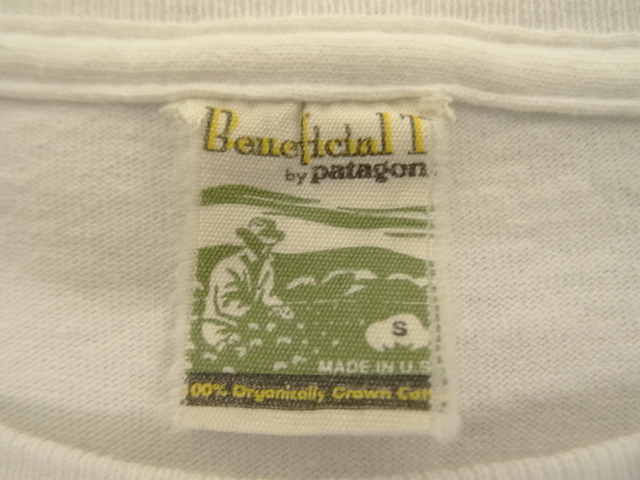 Beneficial T
by patagon
S
MADE IN U.S
00% Organically Grown Cot